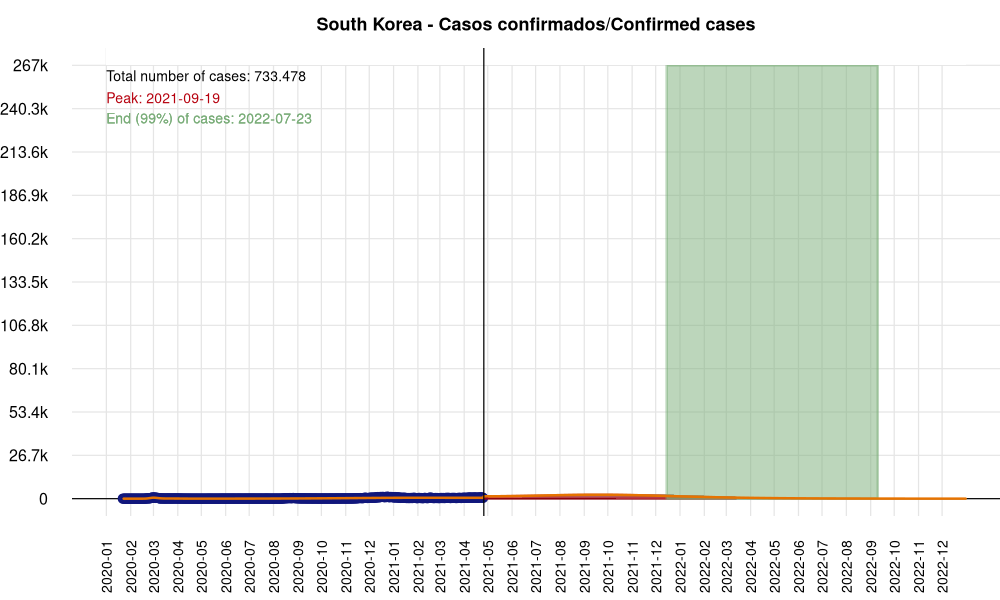 South Korea - Casos confirmados/Confirmed cases
Total number of cases: 733.478
Peak: 2021-09-19
End (99%) of cases: 2022-07-23
267k
240.3k
213.6k
186.9k
160.2k
133.5k
106.8k
80.1k
53.4k
26.7k
0
2020-01
2020-02
2020-03
2020-04
2020-05
2020-06
2020-07
2020-08
2020-09
2020-10
2020-11
2020-12
2021-01
2021-02
2021-03
2021-04
2021-05
2021-06
2021-07
2021-08
2021-09
2021-10
2021-11
2021-12
2022-01
2022-02
2022-03
2022-04
2022-05
2022-06
2022-07
2022-08
2022-09
2022-10
2022-11
2022-12